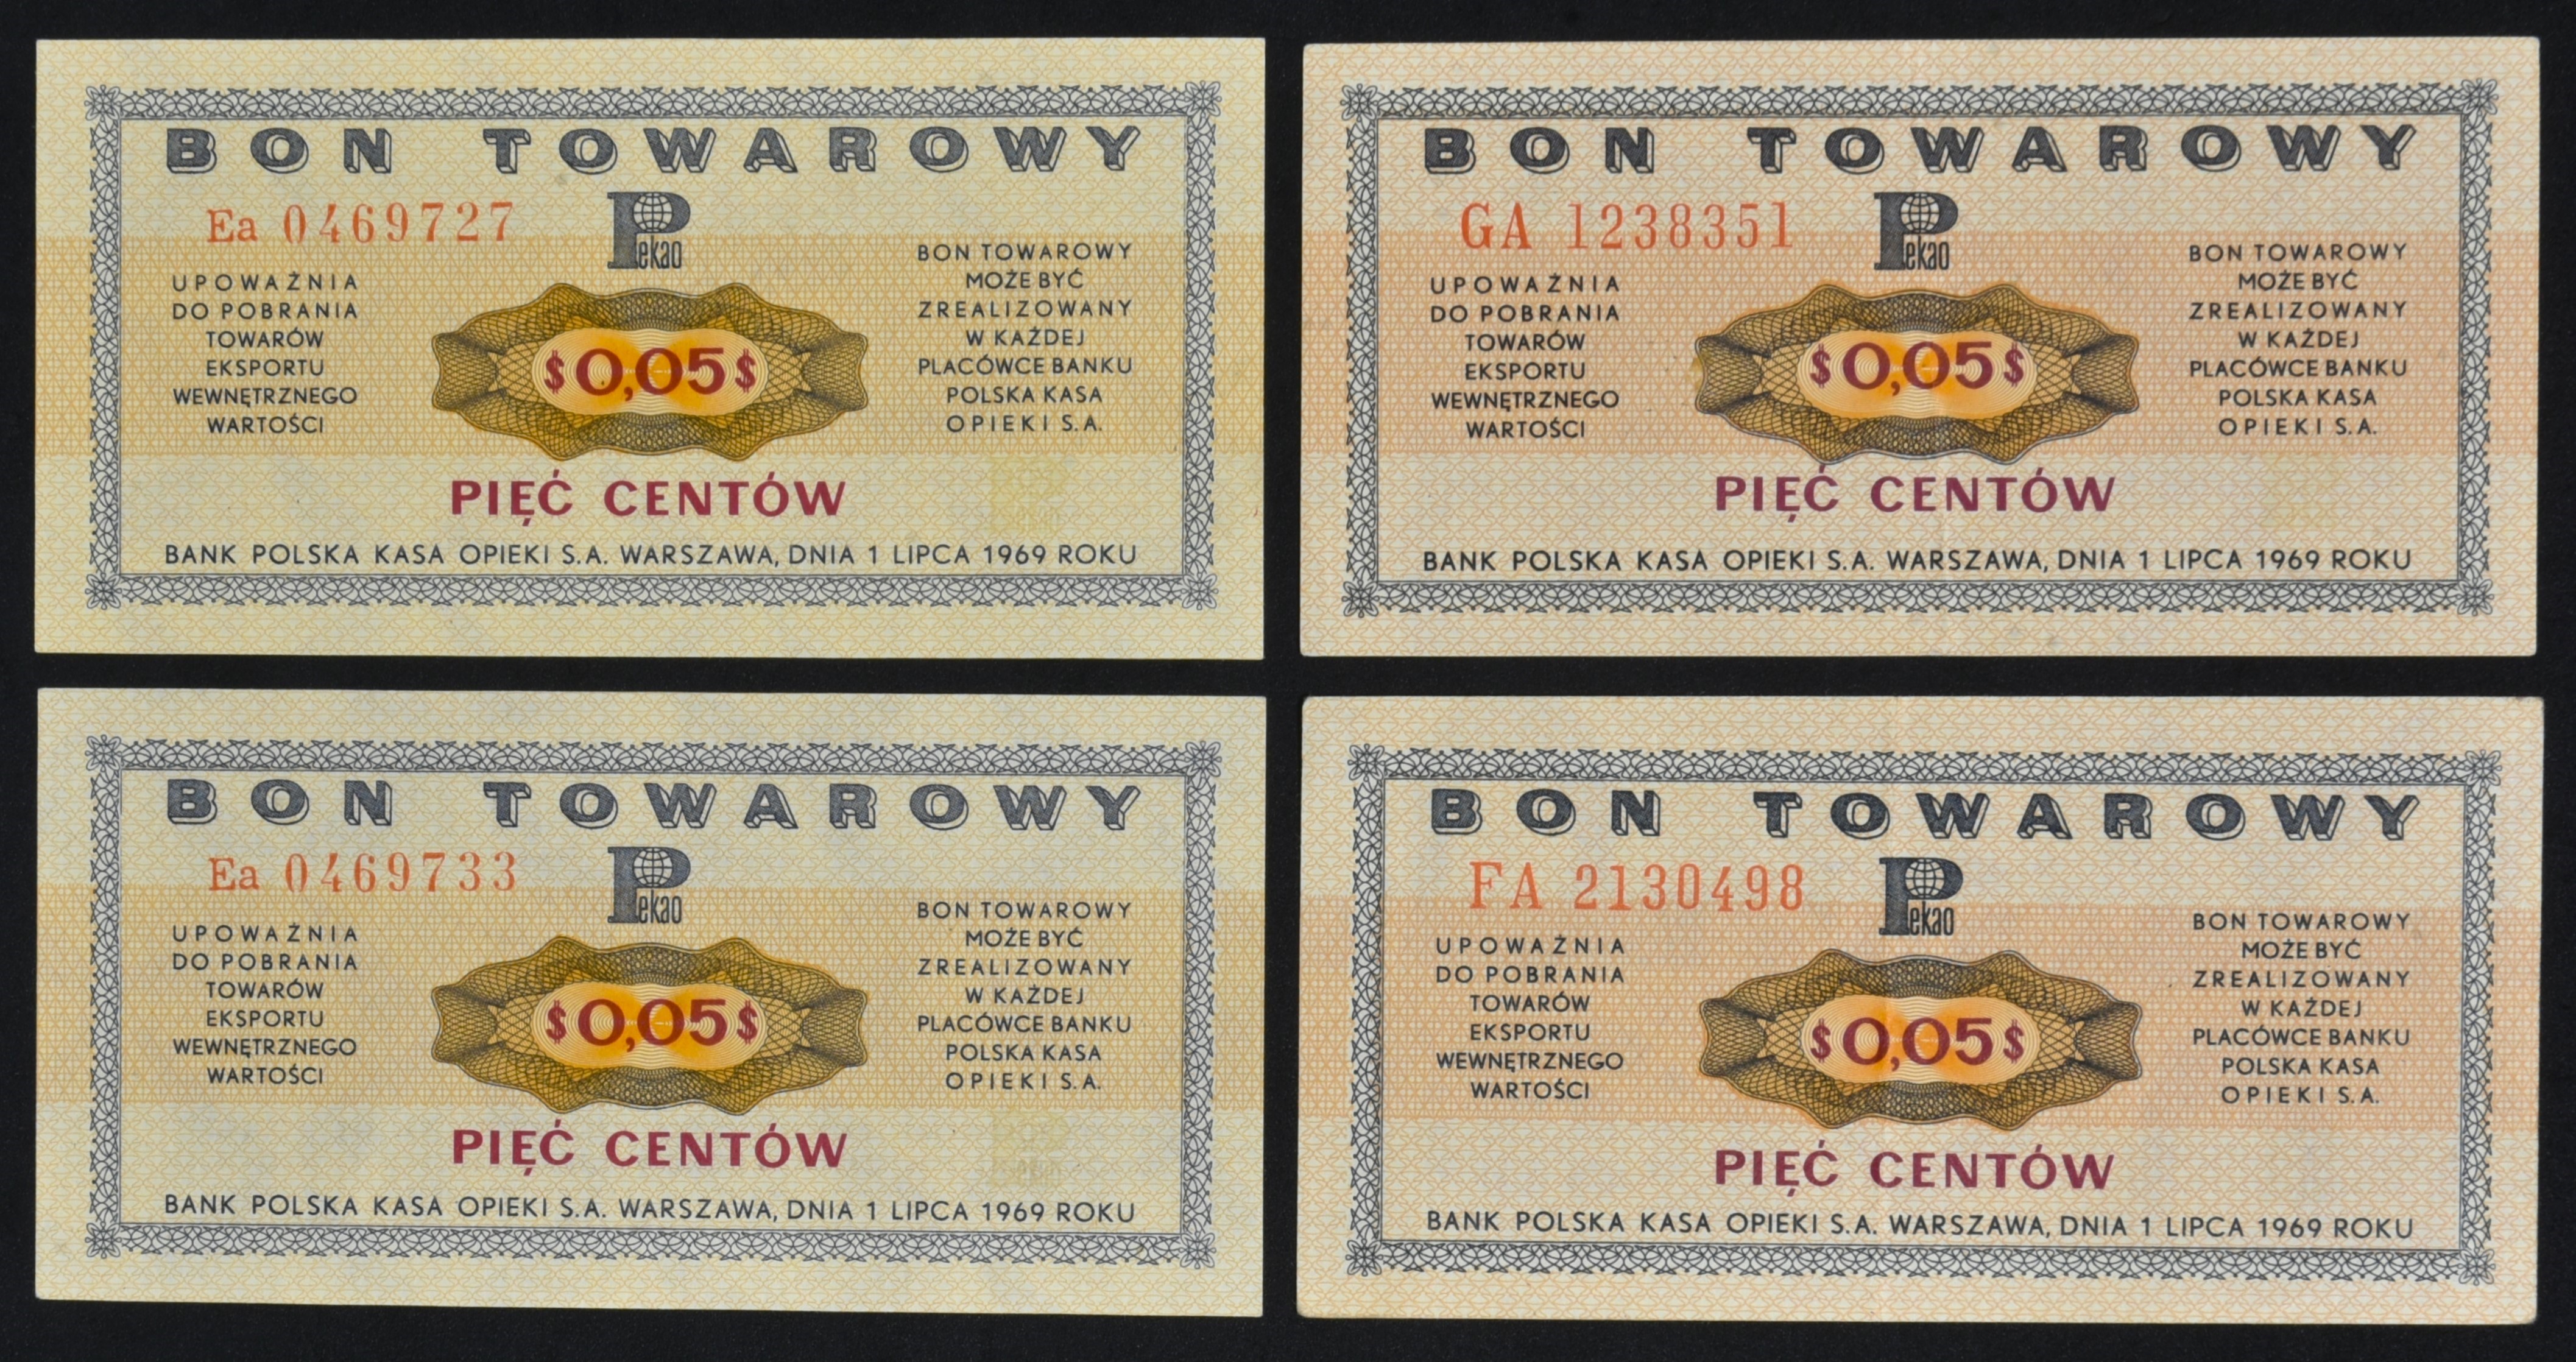 BON TOWAROWY
Ea 0469727
Pekao
UPOWAŻNIA
DO POBRANIA
TOWARÓW
EKSPORTU
WEWNĘTRZNEGO
WARTOŚCI
$ 0,05 $
BON TOWAROWY
MOŻE BYĆ
ZREALIZOWANY
W KAŻDEJ
PLACÓWCE BANKU
POLSKA KASA
OPIEKI S.A.
PIĘĆ CENTÓW
BANK POLSKA KASA OPIEKI S.A. WARSZAWA, DNIA 1 LIPCA 1969 ROKU
BON TOWAROWY
GA 1238351
Pekao
UPOWAŻNIA
DO POBRANIA
TOWARÓW
EKSPORTU
WEWNĘTRZNEGO
WARTOŚCI
$ 0,05 $
BON TOWAROWY
MOŻE BYĆ
ZREALIZOWANY
W KAŻDEJ
PLACÓWCE BANKU
POLSKA KASA
OPIEKI S.A.
PIĘĆ CENTÓW
BANK POLSKA KASA OPIEKI S.A. WARSZAWA, DNIA 1 LIPCA 1969 ROKU
BON TOWAROWY
Ea 0469733
Pekao
UPOWAŻNIA
DO POBRANIA
TOWARÓW
EKSPORTU
WEWNĘTRZNEGO
WARTOŚCI
$ 0,05 $
BON TOWAROWY
MOŻE BYĆ
ZREALIZOWANY
W KAŻDEJ
PLACÓWCE BANKU
POLSKA KASA
OPIEKI S.A.
PIĘĆ CENTÓW
BANK POLSKA KASA OPIEKI S.A. WARSZAWA, DNIA 1 LIPCA 1969 ROKU
BON TOWAROWY
FA 2130498
Pekao
UPOWAŻNIA
DO POBRANIA
TOWARÓW
EKSPORTU
WEWNĘTRZNEGO
WARTOŚCI
$ 0,05 $
BON TOWAROWY
MOŻE BYĆ
ZREALIZOWANY
W KAŻDEJ
PLACÓWCE BANKU
POLSKA KASA
OPIEKI S.A.
PIĘĆ CENTÓW
BANK POLSKA KASA OPIEKI S.A. WARSZAWA, DNIA 1 LIPCA 1969 ROKU